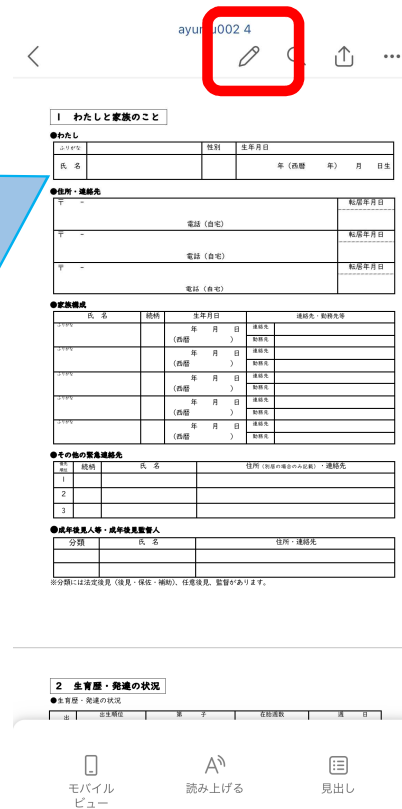 ayumu002 4
1 わたしと家族のこと
●わたし
ふりがな 性別 生年月日
氏 名 年（西暦 年） 月 日生
●住所・連絡先
〒 - 転居年月日
電話（自宅）
〒 - 転居年月日
電話（自宅）
〒 - 転居年月日
電話（自宅）
●家族構成
氏 名 続柄 生年月日 連絡先・勤務先等
ふりがな 年 月 日 連絡先
（西暦 ） 勤務先
ふりがな 年 月 日 連絡先
（西暦 ） 勤務先
ふりがな 年 月 日 連絡先
（西暦 ） 勤務先
ふりがな 年 月 日 連絡先
（西暦 ） 勤務先
ふりがな 年 月 日 連絡先
（西暦 ） 勤務先
●その他の緊急連絡先
優先順位 続柄 氏 名 住所（別居の場合のみ記載）・連絡先
1
2
3
●成年後見人等・成年後見監督人
分類 氏 名 住所・連絡先
※分類には法定後見（後見・保佐・補助）、任意後見、監督があります。
2 生育歴・発達の状況
●生育歴・発達の状況
出 出生順位 第 子 在胎週数 週 日
モバイル
ビュー
読み上げる
見出し